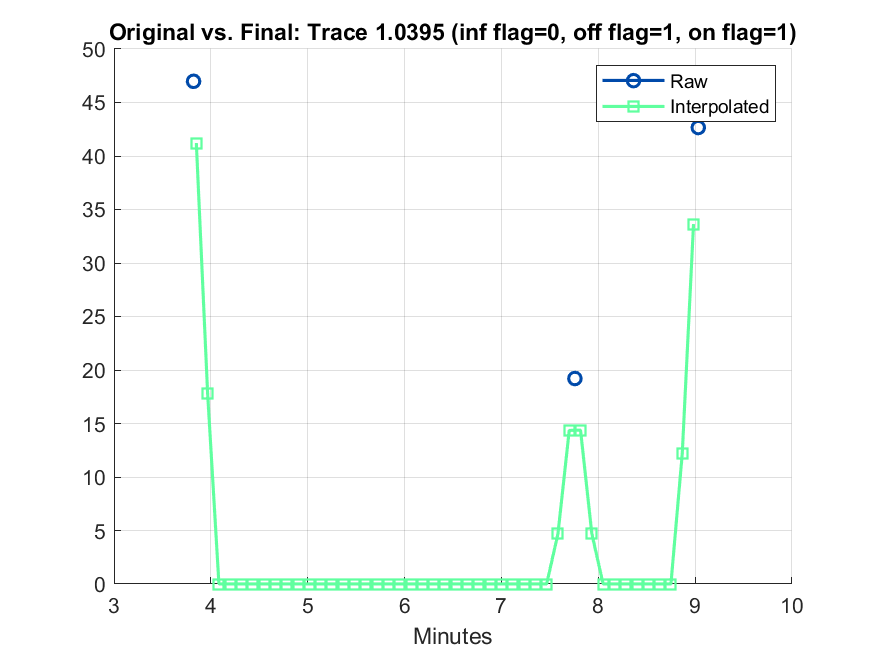 Original vs. Final: Trace 1.0395 (inf flag=0, off flag=1, on flag=1)
50
45
40
35
30
25
20
15
10
5
0
Raw
Interpolated
3 4 5 6 7 8 9 10
Minutes